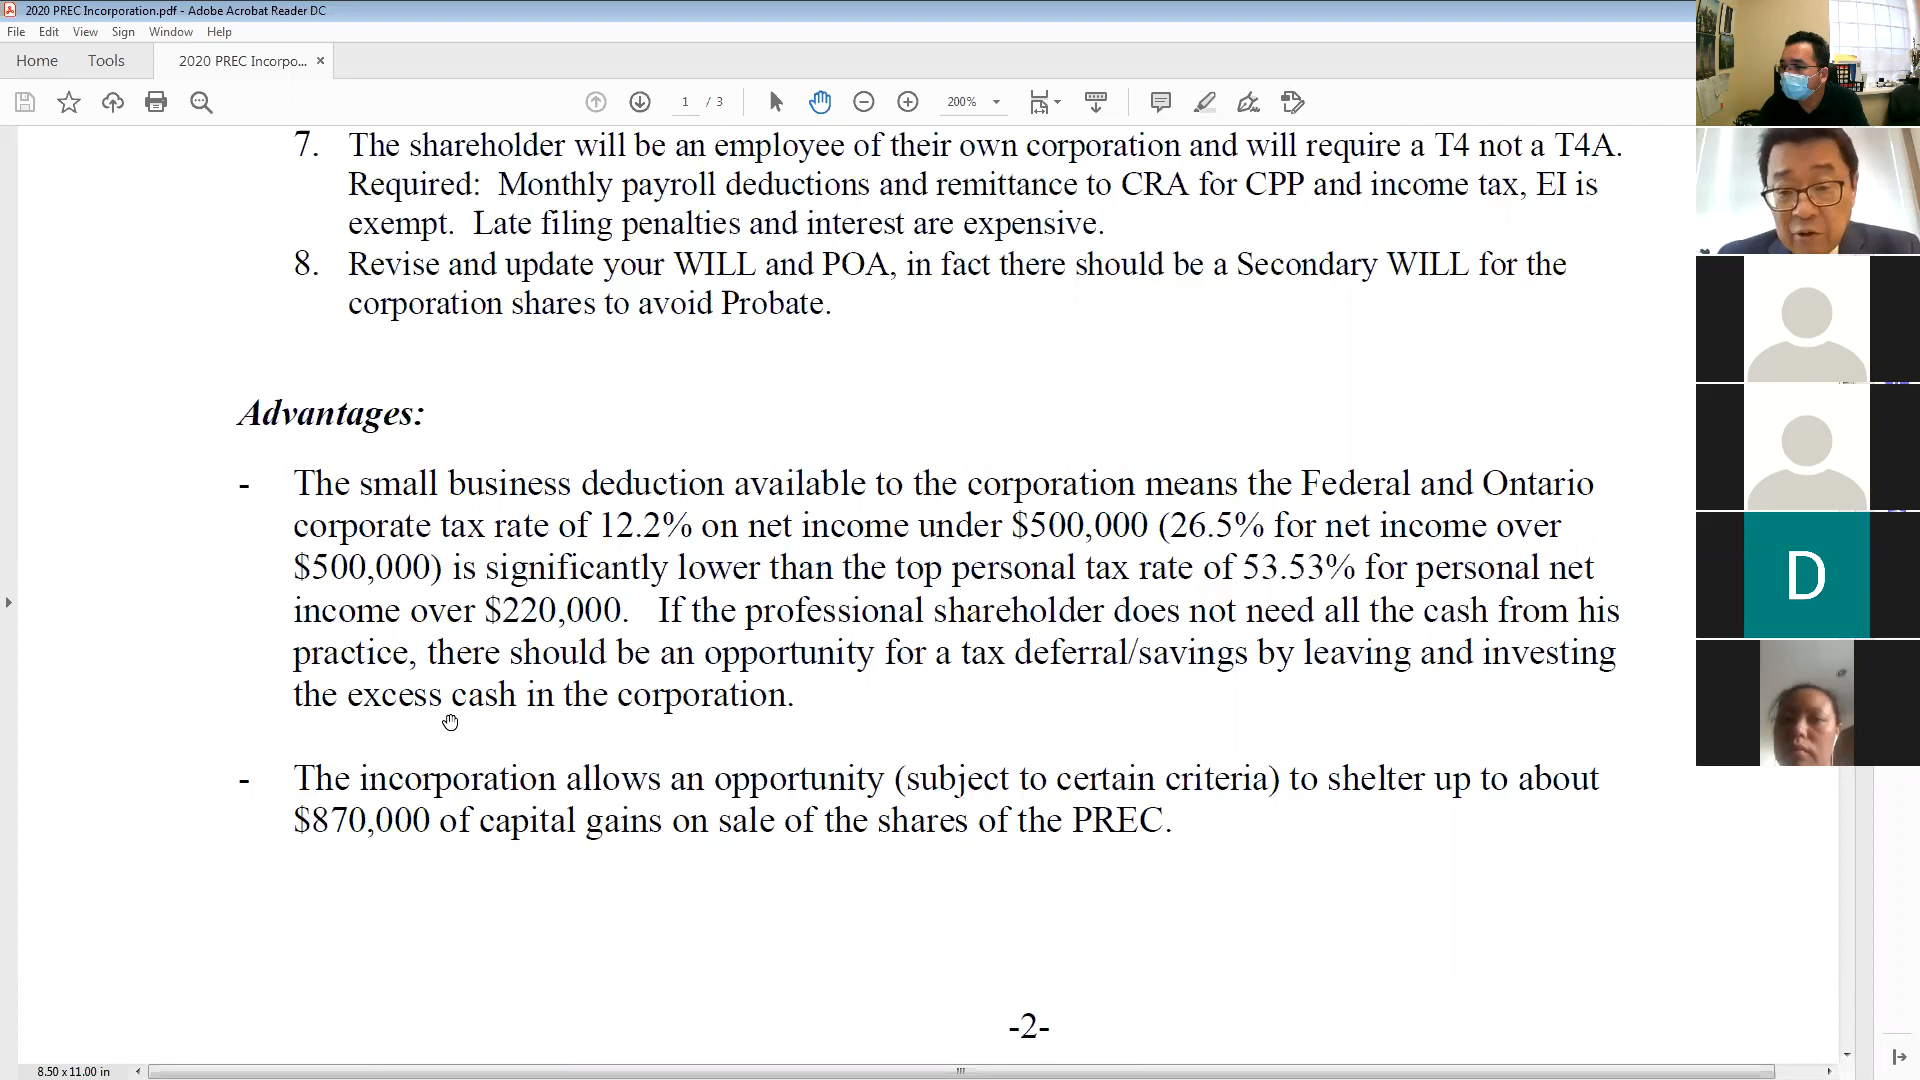 2020 PREC Incorporation.pdf - Adobe Acrobat Reader DC
File Edit View Sign Window Help
Home Tools 2020 PREC Incorpo... ×
1 / 3 200%
7. The shareholder will be an employee of their own corporation and will require a T4 not a T4A.
Required: Monthly payroll deductions and remittance to CRA for CPP and income tax, EI is
exempt. Late filing penalties and interest are expensive.
8. Revise and update your WILL and POA, in fact there should be a Secondary WILL for the
corporation shares to avoid Probate.
Advantages:
- The small business deduction available to the corporation means the Federal and Ontario
corporate tax rate of 12.2% on net income under $500,000 (26.5% for net income over
$500,000) is significantly lower than the top personal tax rate of 53.53% for personal net
income over $220,000. If the professional shareholder does not need all the cash from his
practice, there should be an opportunity for a tax deferral/savings by leaving and investing
the excess cash in the corporation.
- The incorporation allows an opportunity (subject to certain criteria) to shelter up to about
$870,000 of capital gains on sale of the shares of the PREC.
-2-
8.50 x 11.00 in
D